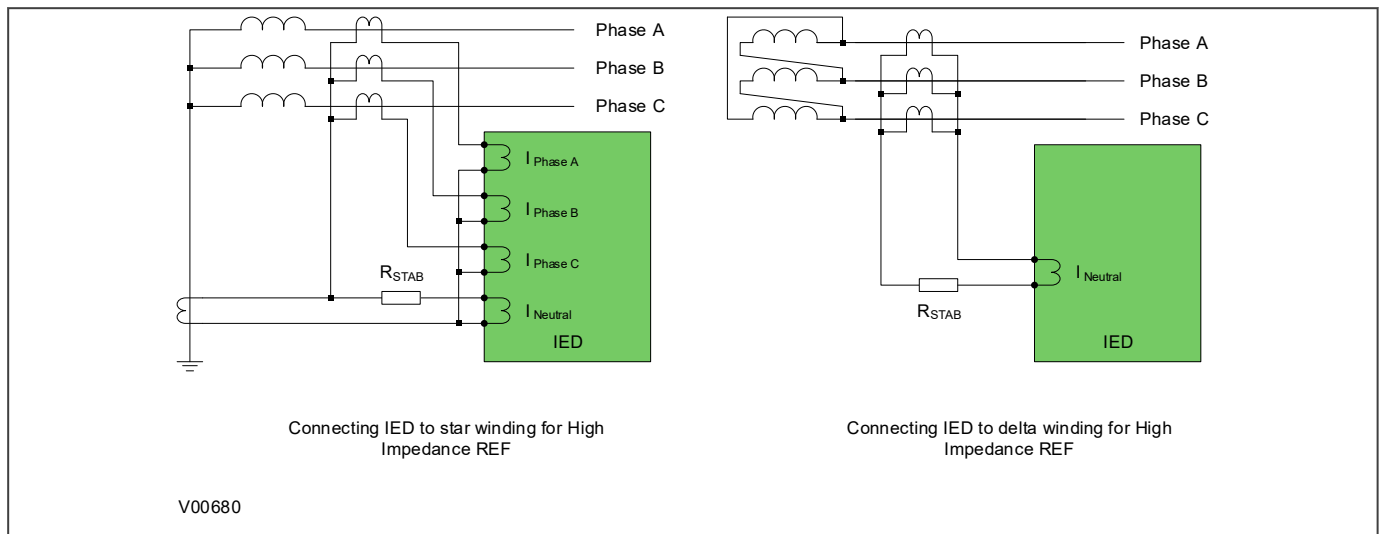 Phase A
Phase B
Phase C
I Phase A
I Phase B
I Phase C
RSTAB
I Neutral
IED
Connecting IED to star winding for High
Impedance REF
Phase A
Phase B
Phase C
I Neutral
RSTAB
IED
Connecting IED to delta winding for High
Impedance REF
V00680